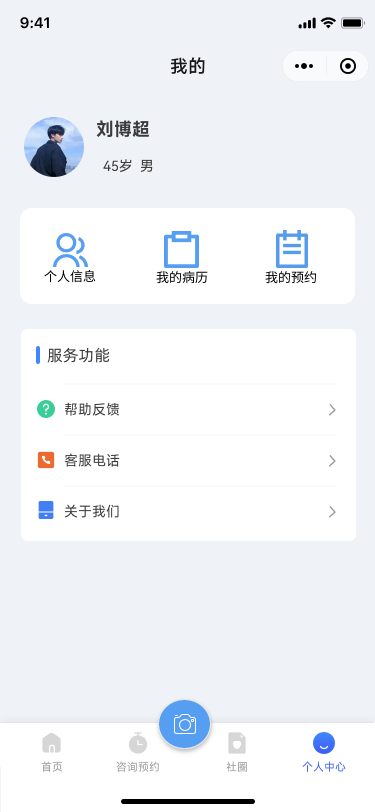 9:41
我的
刘博超
45岁 男
个人信息 我的病历 我的预约
服务功能
帮助反馈
客服电话
关于我们
首页 咨询预约 社圈 个人中心